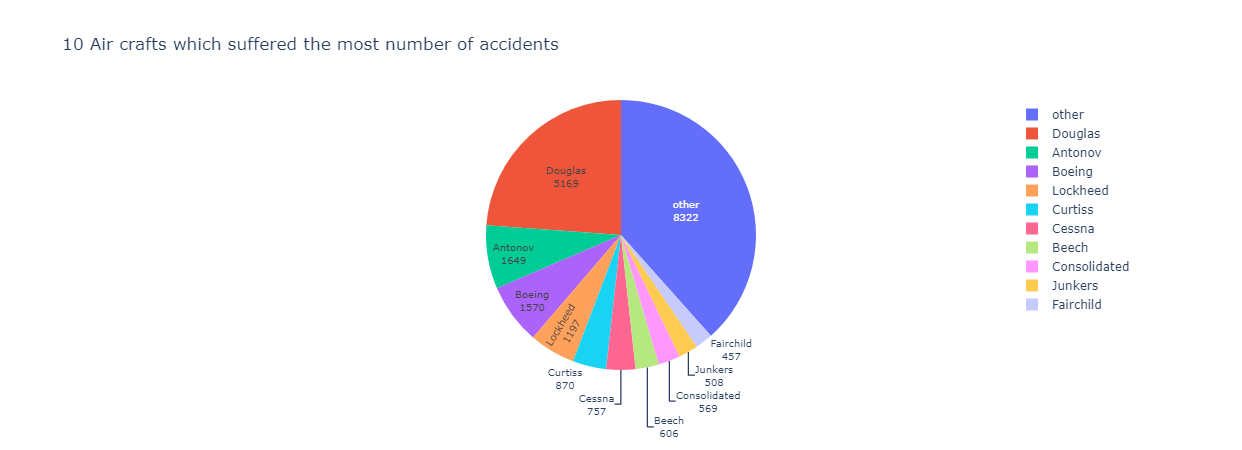 10 Air crafts which suffered the most number of accidents
other
8322
Douglas
5169
Antonov
1649
Boeing
1570
Lockheed
1197
Curtiss
870
Cessna
757
Beech
606
Consolidated
569
Junkers
508
Fairchild
457
other
Douglas
Antonov
Boeing
Lockheed
Curtiss
Cessna
Beech
Consolidated
Junkers
Fairchild